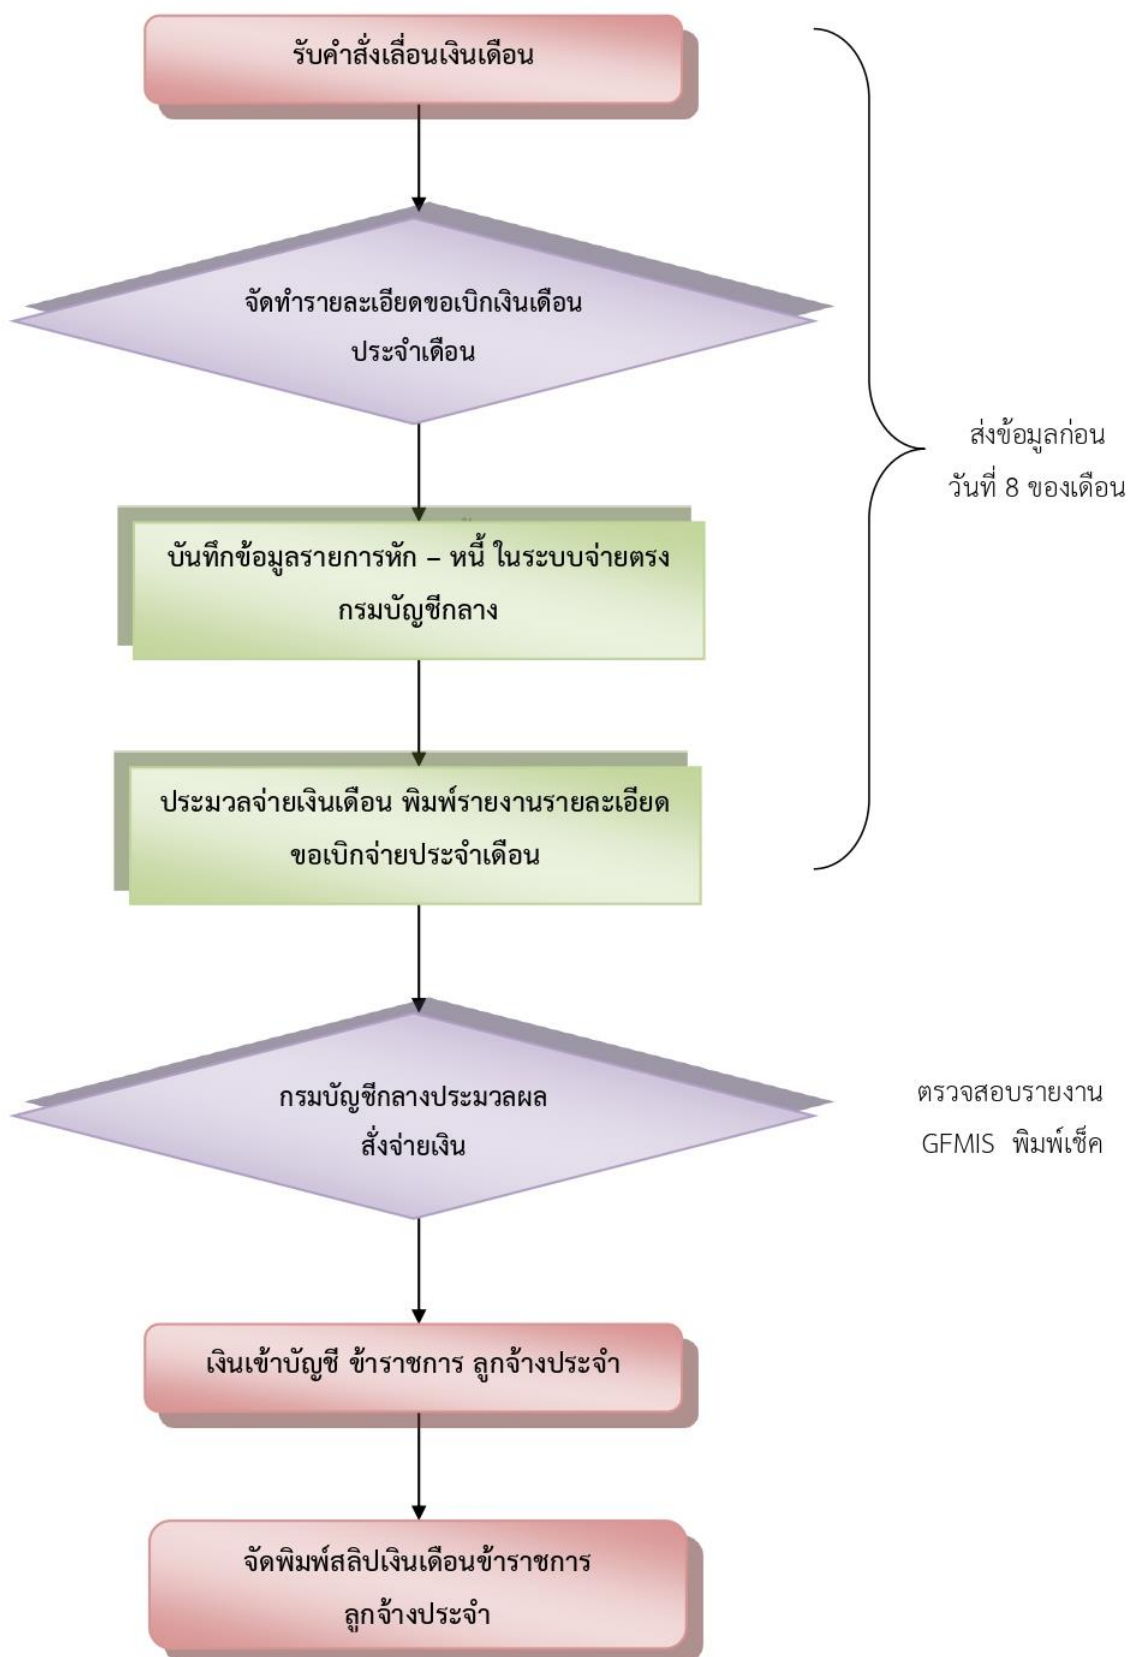 รับคำสั่งเลื่อนเงินเดือน
จัดทำรายละเอียดขอเบิกเงินเดือน
ประจำเดือน
ส่งข้อมูลก่อน
วันที่ 8 ของเดือน
บันทึกข้อมูลรายการหัก – หนี้ ในระบบจ่ายตรง
กรมบัญชีกลาง
ประมวลจ่ายเงินเดือน พิมพ์รายงานรายละเอียด
ขอเบิกจ่ายประจำเดือน
กรมบัญชีกลางประมวลผล
สั่งจ่ายเงิน
ตรวจสอบรายงาน
GFMIS พิมพ์เช็ค
เงินเข้าบัญชี ข้าราชการ ลูกจ้างประจำ
จัดพิมพ์สลิปเงินเดือนข้าราชการ
ลูกจ้างประจำ